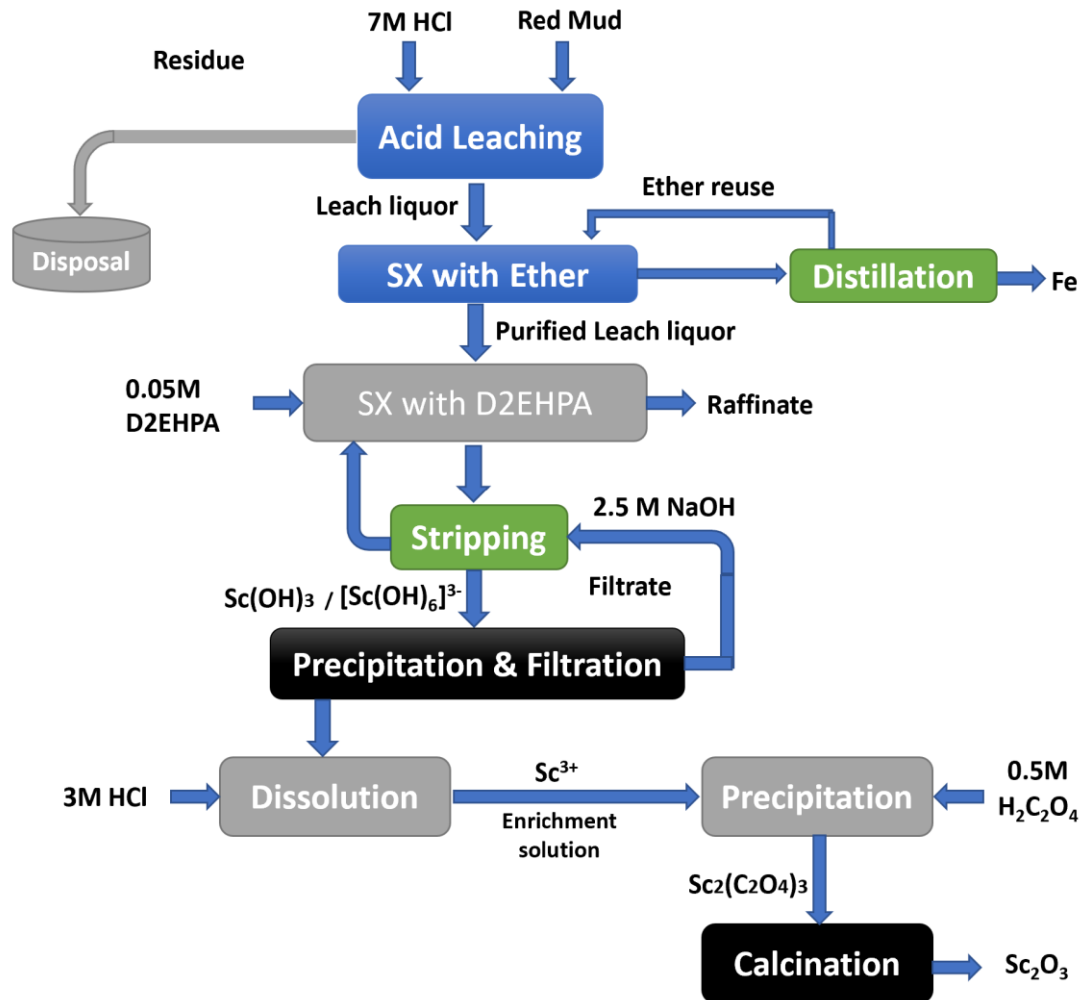 7M HCl
Red Mud
Residue
Acid Leaching
Leach liquor
Ether reuse
Disposal
SX with Ether
Distillation
Fe
Purified Leach liquor
0.05M
D2EHPA
SX with D2EHPA
Raffinate
2.5 M NaOH
Stripping
Filtrate
Sc(OH)₃ / [Sc(OH)₆]³⁻
Precipitation & Filtration
3M HCl
Dissolution
Sc³⁺
Enrichment
solution
Precipitation
0.5M
H₂C₂O₄
Sc₂(C₂O₄)₃
Calcination
Sc₂O₃